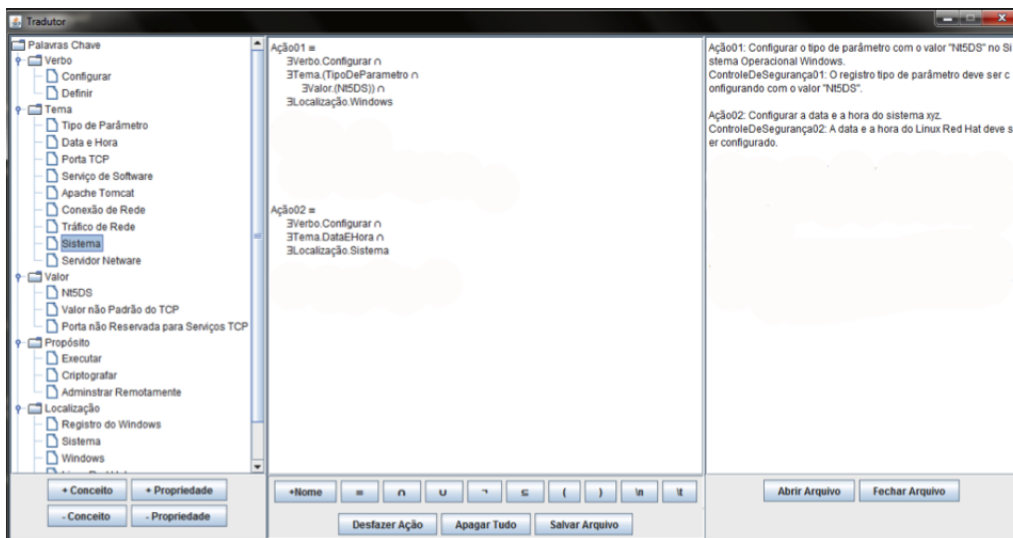 Tradutor
Palavras Chave
Verbo
Configurar
Definir
Tema
Tipo de Parâmetro
Data e Hora
Porta TCP
Serviço de Software
Apache Tomcat
Conexão de Rede
Tráfico de Rede
Sistema
Servidor Netware
Valor
Nt5DS
Valor não Padrão do TCP
Porta não Reservada para Serviços TCP
Propósito
Executar
Criptografar
Adminstrar Remotamente
Localização
Registro do Windows
Sistema
Windows
+ Conceito + Propriedade
- Conceito - Propriedade
Ação01 ≡
∃Verbo.Configurar ∩
∃Tema.(TipoDeParametro ∩
∃Valor.(Nt5DS)) ∩
∃Localização.Windows
Ação02 ≡
∃Verbo.Configurar ∩
∃Tema.DataEHora ∩
∃Localização.Sistema
+Nome ≡ ∩ ∪ ¬ ⊆ ( ) \n \t
Desfazer Ação Apagar Tudo Salvar Arquivo
Ação01: Configurar o tipo de parâmetro com o valor "Nt5DS" no Si
stema Operacional Windows.
ControleDeSegurança01: O registro tipo de parâmetro deve ser c
onfigurando com o valor "Nt5DS".
Ação02: Configurar a data e a hora do sistema xyz.
ControleDeSegurança02: A data e a hora do Linux Red Hat deve s
er configurado.
Abrir Arquivo Fechar Arquivo